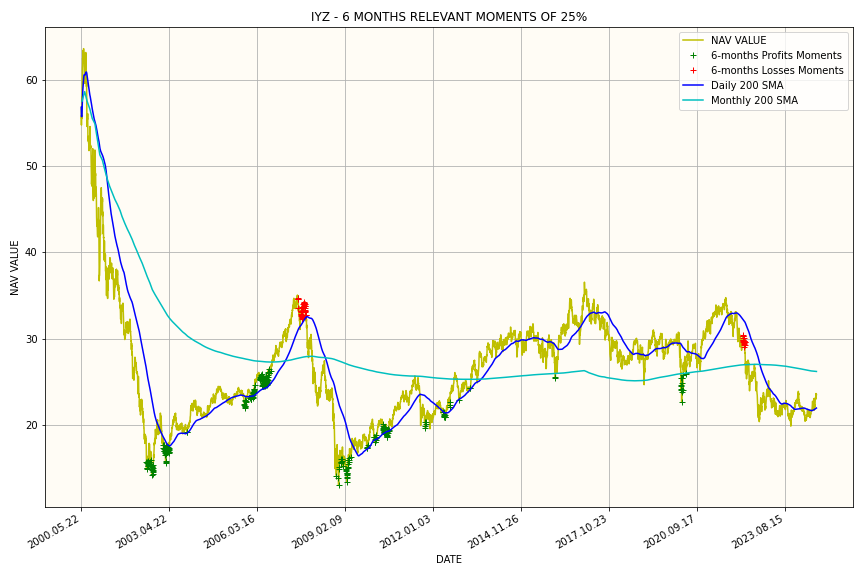 IYZ - 6 MONTHS RELEVANT MOMENTS OF 25%
NAV VALUE
6-months Profits Moments
6-months Losses Moments
Daily 200 SMA
Monthly 200 SMA
60
50
40
30
20
NAV VALUE
2000.05.22
2003.04.22
2006.03.16
2009.02.09
2012.01.03
2014.11.26
2017.10.23
2020.09.17
2023.08.15
DATE